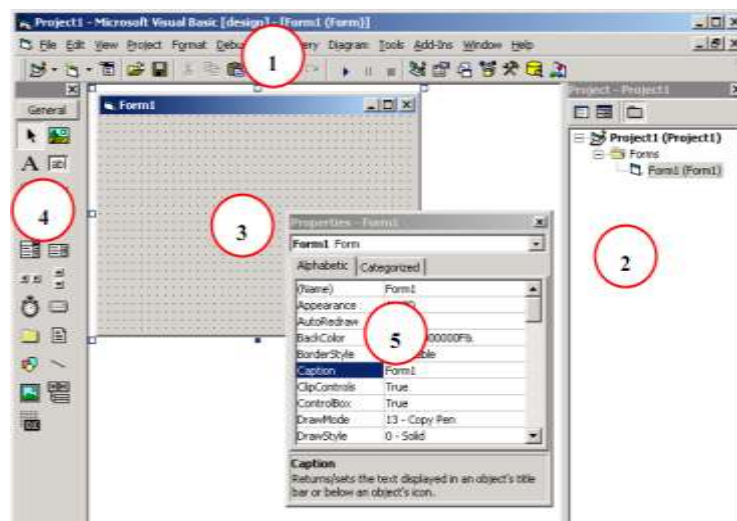 Project1 - Microsoft Visual Basic [design] - [Form1 (Form)]
File Edit View Project Format Diagram Tools Add-Ins Window Help
1
General
A
4
Form1
3
Project - Project1
Project1 (Project1)
Forms
Form1 (Form1)
2
Properties - Form1
Form1 Form
Alphabetic Categorized
(Name) Form1
Appearance
AutoRedraw
BackColor
BorderStyle
Caption Form1
ClipControls True
ControlBox True
DrawMode 13 - Copy Pen
DrawStyle 0 - Solid
5
Caption
Returns/sets the text displayed in an object's title
bar or below an object's icon.